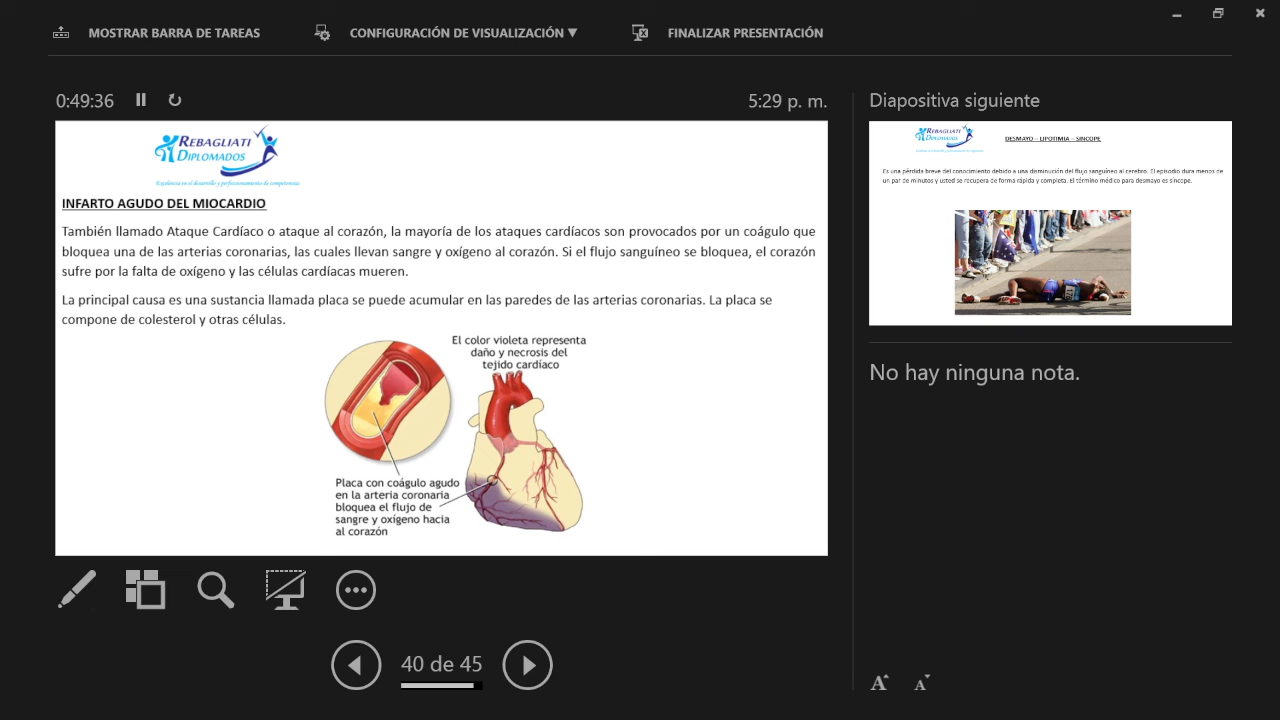 MOSTRAR BARRA DE TAREAS
CONFIGURACIÓN DE VISUALIZACIÓN ▼
FINALIZAR PRESENTACIÓN
0:49:36
5:29 p. m.
REBAGLIATI
DIPLOMADOS
Excelencia en el desarrollo y perfeccionamiento de competencias
INFARTO AGUDO DEL MIOCARDIO
También llamado Ataque Cardíaco o ataque al corazón, la mayoría de los ataques cardíacos son provocados por un coágulo que
bloquea una de las arterias coronarias, las cuales llevan sangre y oxígeno al corazón. Si el flujo sanguíneo se bloquea, el corazón
sufre por la falta de oxígeno y las células cardíacas mueren.
La principal causa es una sustancia llamada placa se puede acumular en las paredes de las arterias coronarias. La placa se
compone de colesterol y otras células.
El color violeta representa
daño y necrosis del
tejido cardíaco
Placa con coágulo agudo
en la arteria coronaria
bloquea el flujo de
sangre y oxígeno hacia
al corazón
40 de 45
Diapositiva siguiente
REBAGLIATI
DIPLOMADOS
DESMAYO – LIPOTIMIA – SINCOPE
Es una pérdida breve del conocimiento debido a una disminución del flujo sanguíneo al cerebro. El episodio dura menos de
un par de minutos y usted se recupera de forma rápida y completa. El término médico para desmayo es síncope.
No hay ninguna nota.
A A